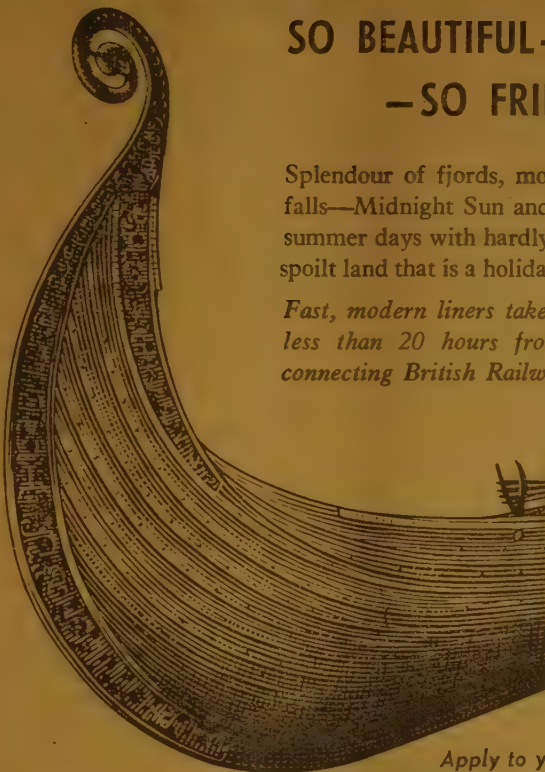 SO BEAUTIFUL-
—SO FRI
Splendour of fjords, mo
falls—Midnight Sun and
summer days with hardly
spoilt land that is a holida
Fast, modern liners take
less than 20 hours fro
connecting British Railw
Apply to y